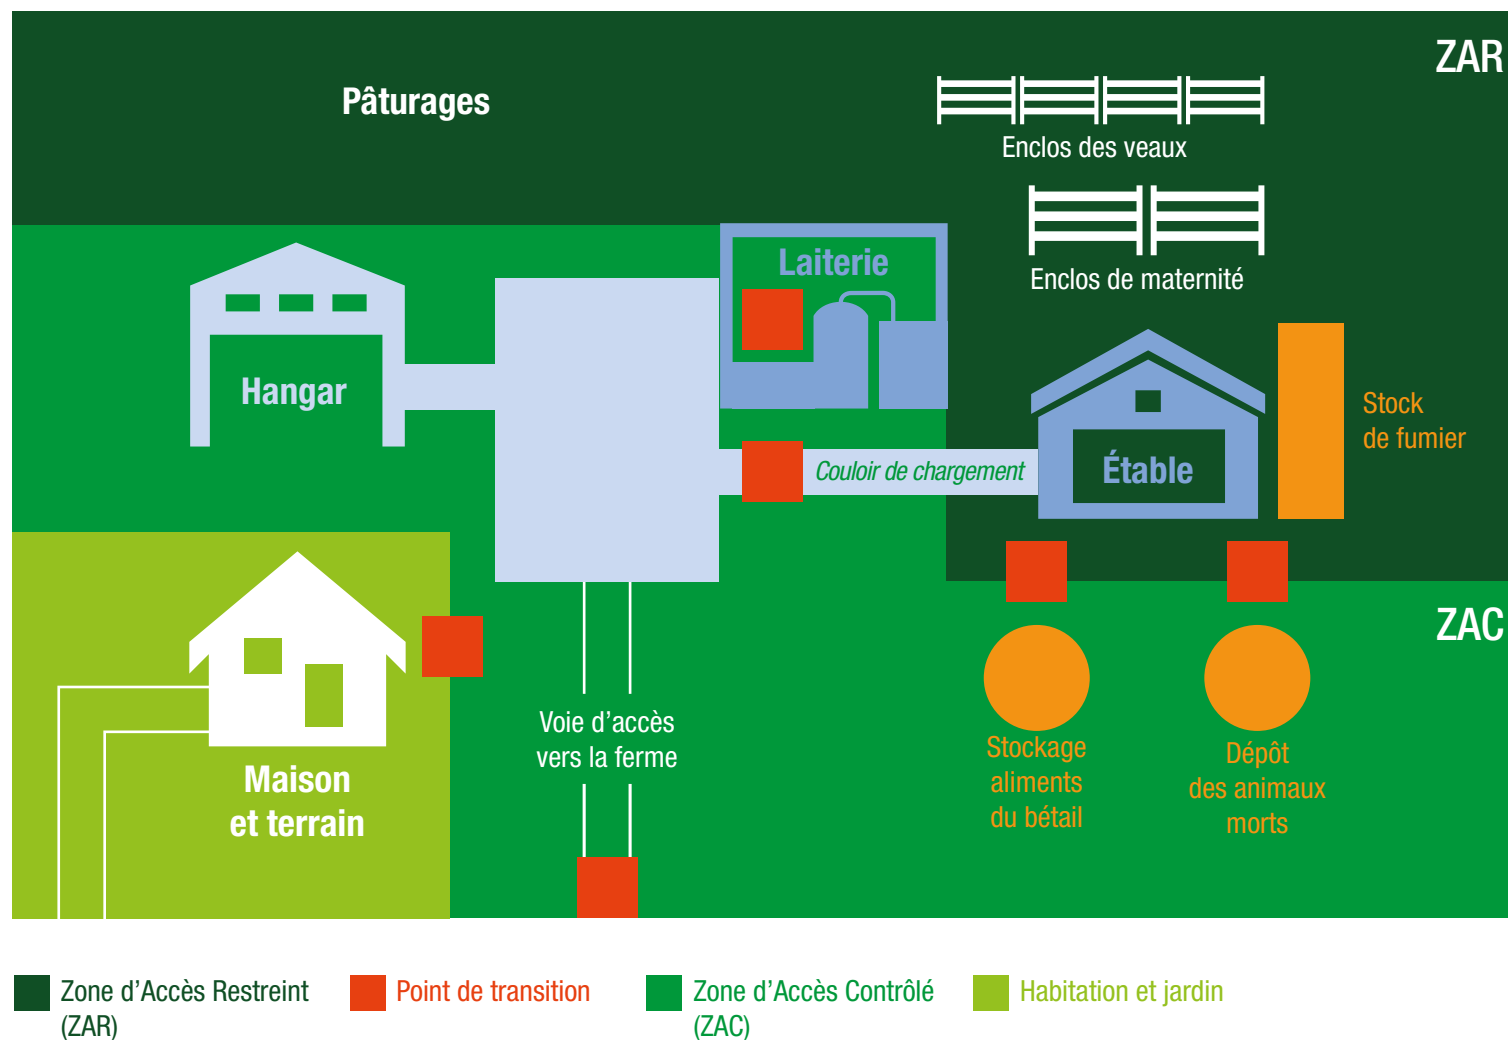 ZAR
Pâturages
Enclos des veaux
Enclos de maternité
Laiterie
Hangar
Stock
de fumier
Couloir de chargement
Étable
ZAC
Voie d'accès
vers la ferme
Maison
et terrain
Stockage
aliments
du bétail
Dépôt
des animaux
morts
Zone d'Accès Restreint
(ZAR)
Point de transition
Zone d'Accès Contrôlé
(ZAC)
Habitation et jardin